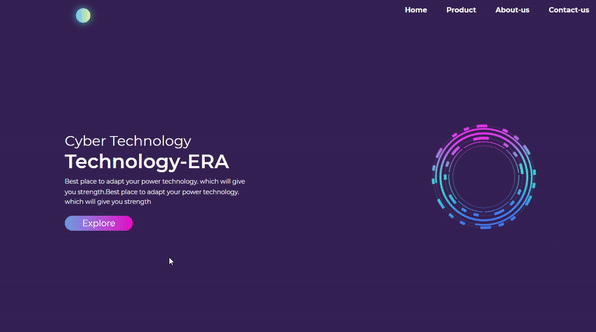 Home Product About-us Contact-us
Cyber Technology
Technology-ERA
Best place to adapt your power technology. which will give
you strength,Best place to adapt your power technology.
which will give you strength
Explore